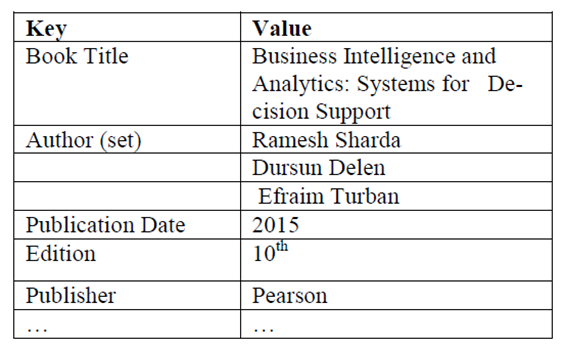 Key Value
Book Title Business Intelligence and
Analytics: Systems for De-
cision Support
Author (set) Ramesh Sharda
Dursun Delen
Efraim Turban
Publication Date 2015
Edition 10th
Publisher Pearson
… …